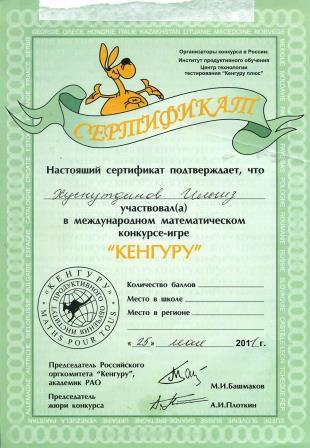 GEORGIE GRECE HONGRIE ITALIE KAZAKHSTAN LITUANIE MACEDOINE NORVEGE
Организаторы конкурса в России:
Институт продуктивного обучения
Центр технологии
тестирования "Кенгуру плюс"
СЕРТИФИКАТ
Настоящий сертификат подтверждает, что
Хуснутдинов Ильгиз
участвовал(а)
в международном математическом
конкурсе-игре
"КЕНГУРУ"
"КЕНГУРУ"
ИНСТИТУТ ПРОДУКТИВНОГО ОБУЧЕНИЯ
MATHS POUR TOUS
Количество баллов
Место в школе
Место в регионе
« 25 » мая 2011 г.
Председатель Российского
оргкомитета "Кенгуру",
академик РАО
М.И.Башмаков
Председатель
жюри конкурса
А.И.Плоткин